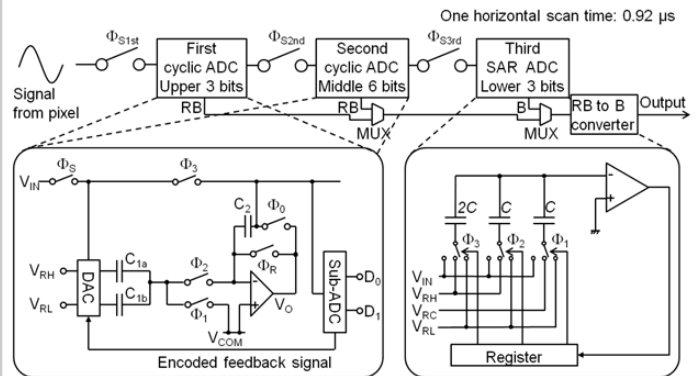 One horizontal scan time: 0.92 μs
ΦS1st
ΦS2nd
ΦS3rd
Signal
from pixel
First
cyclic ADC
Upper 3 bits
Second
cyclic ADC
Middle 6 bits
Third
SAR ADC
Lower 3 bits
RB
RB
MUX
B
MUX
RB to B
converter
Output
ΦS
Φ3
VIN
C2
Φ0
ΦR
VRH
VRL
DAC
C1a
C1b
Φ2
Φ1
VCOM
VO
Sub-ADC
D0
D1
Encoded feedback signal
2C
C
C
Φ3
Φ2
Φ1
VIN
VRH
VRC
VRL
Register